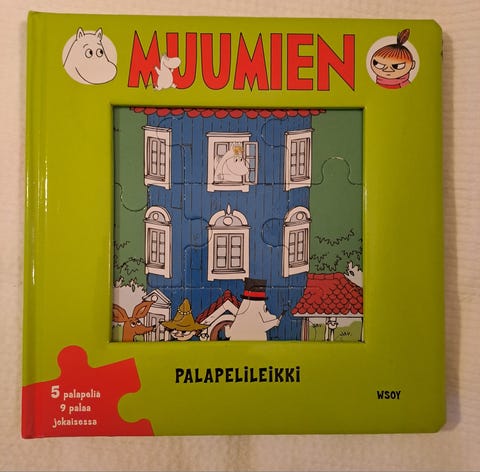 MUUMIEN
PALAPELILEIKKI
5 palapeliä
9 palaa
jokaisessa
WSOY